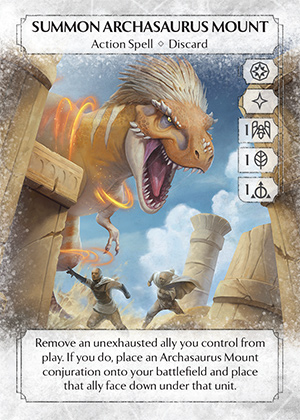 SUMMON ARCHASAURUS MOUNT
Action Spell ⟡ Discard
1
1
1
Remove an unexhausted ally you control from
play. If you do, place an Archasaurus Mount
conjuration onto your battlefield and place
that ally face down under that unit.